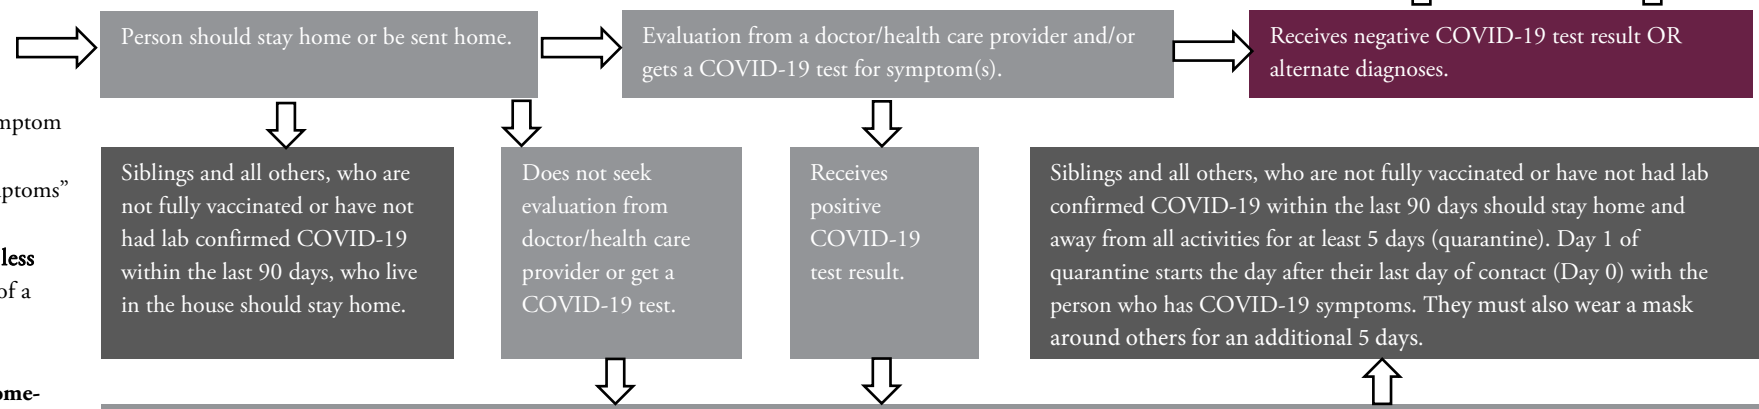 Person should stay home or be sent home.
Evaluation from a doctor/health care provider and/or
gets a COVID-19 test for symptom(s).
Receives negative COVID-19 test result OR
alternate diagnoses.
less
of a
Siblings and all others, who are
not fully vaccinated or have not
had lab confirmed COVID-19
within the last 90 days, who live
in the house should stay home.
Does not seek
evaluation from
doctor/health care
provider or get a
COVID-19 test.
Receives
positive
COVID-19
test result.
Siblings and all others, who are not fully vaccinated or have not had lab
confirmed COVID-19 within the last 90 days should stay home and
away from all activities for at least 5 days (quarantine). Day 1 of
quarantine starts the day after their last day of contact (Day 0) with the
person who has COVID-19 symptoms. They must also wear a mask
around others for an additional 5 days.